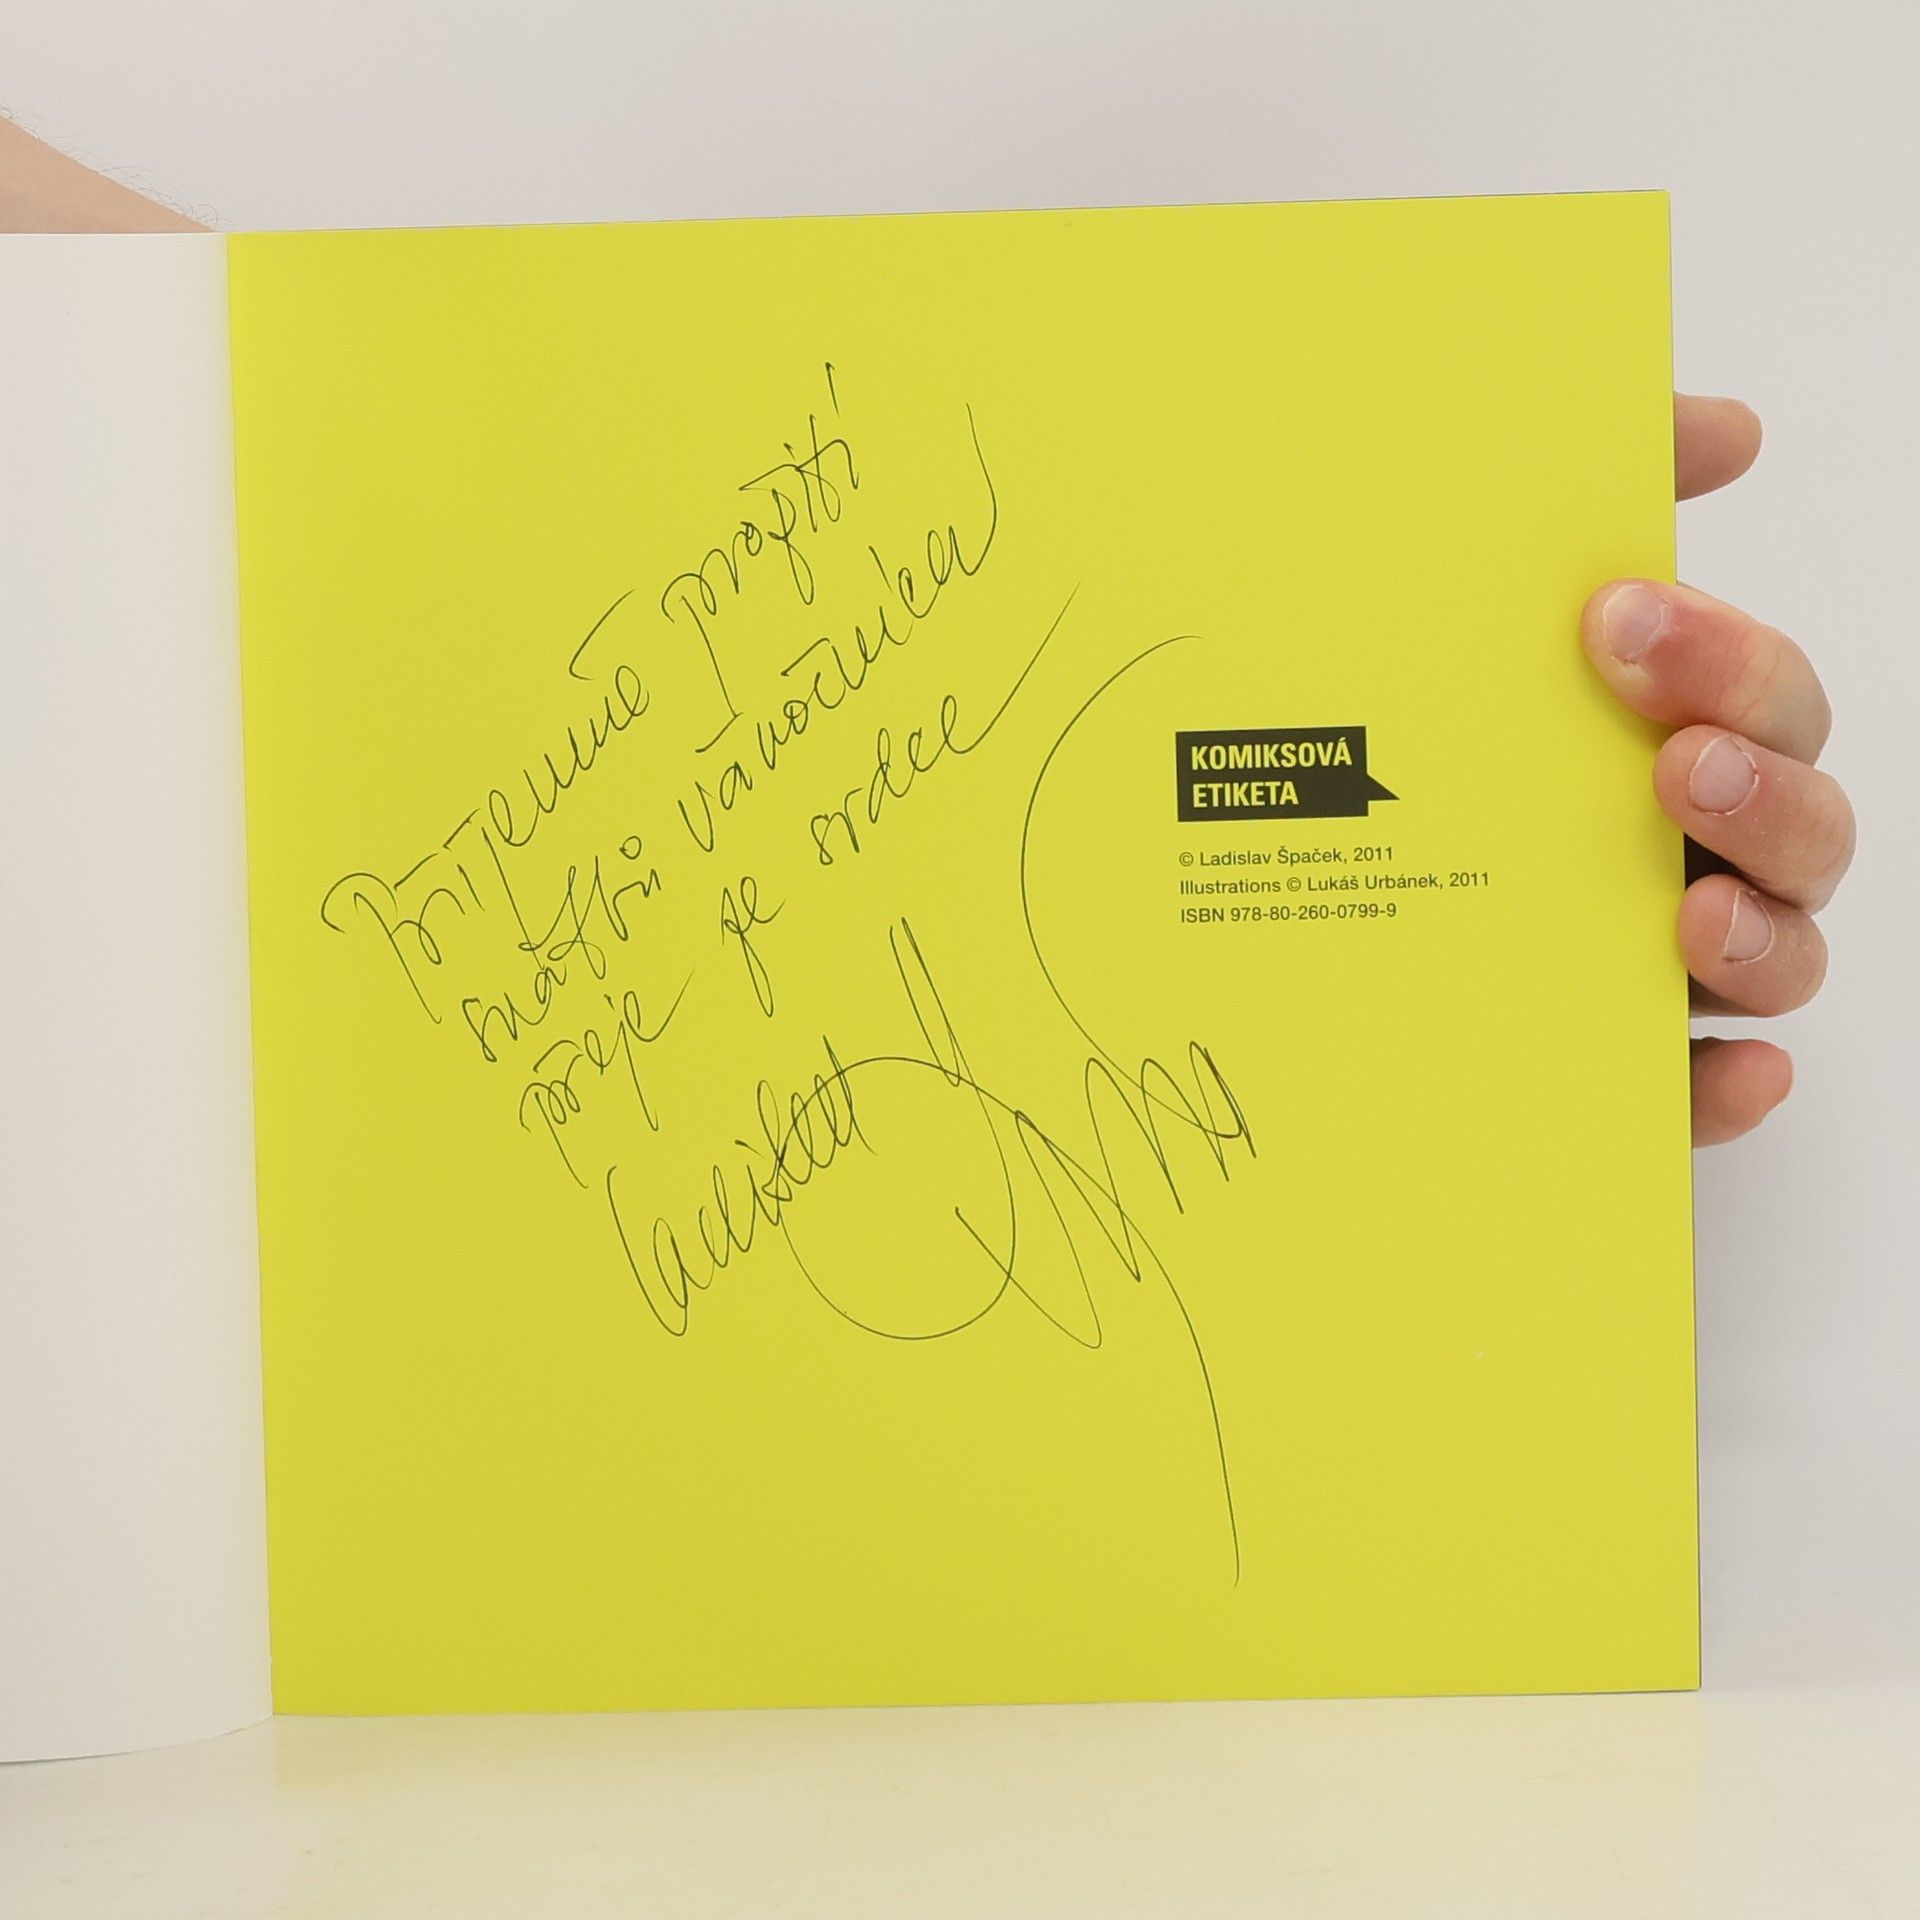 Příjemné prožití
svátků vánočních
přeje ze srdce
Ladislav Špaček
KOMIKSOVÁ
ETIKETA
© Ladislav Špaček, 2011
Illustrations © Lukáš Urbánek, 2011
ISBN 978-80-260-0799-9